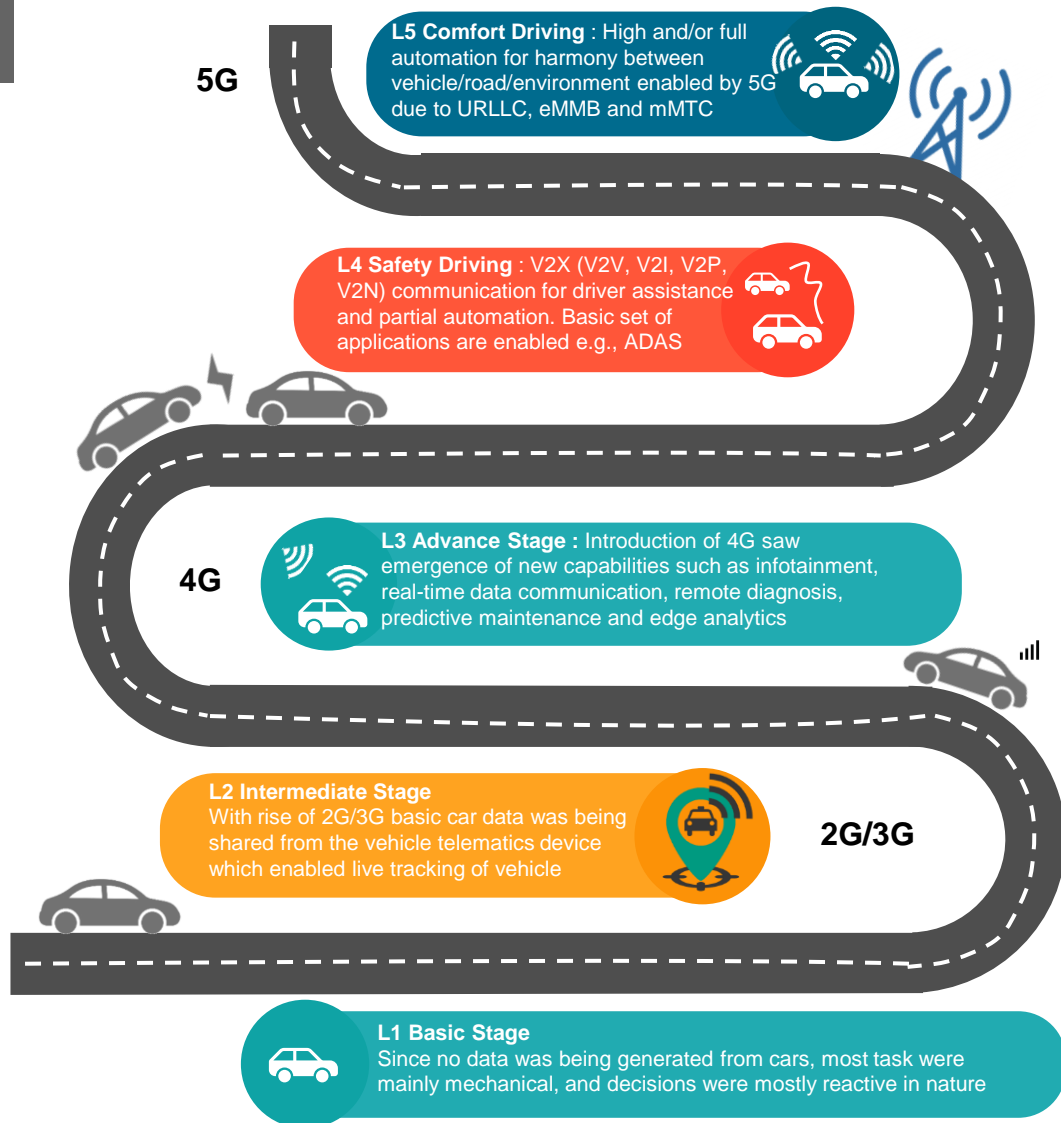 5G
L5 Comfort Driving : High and/or full
automation for harmony between
vehicle/road/environment enabled by 5G
due to URLLC, eMMB and mMTC
L4 Safety Driving : V2X (V2V, V2I, V2P,
V2N) communication for driver assistance
and partial automation. Basic set of
applications are enabled e.g., ADAS
4G
L3 Advance Stage : Introduction of 4G saw
emergence of new capabilities such as infotainment,
real-time data communication, remote diagnosis,
predictive maintenance and edge analytics
L2 Intermediate Stage
With rise of 2G/3G basic car data was being
shared from the vehicle telematics device
which enabled live tracking of vehicle
2G/3G
L1 Basic Stage
Since no data was being generated from cars, most task were
mainly mechanical, and decisions were mostly reactive in nature